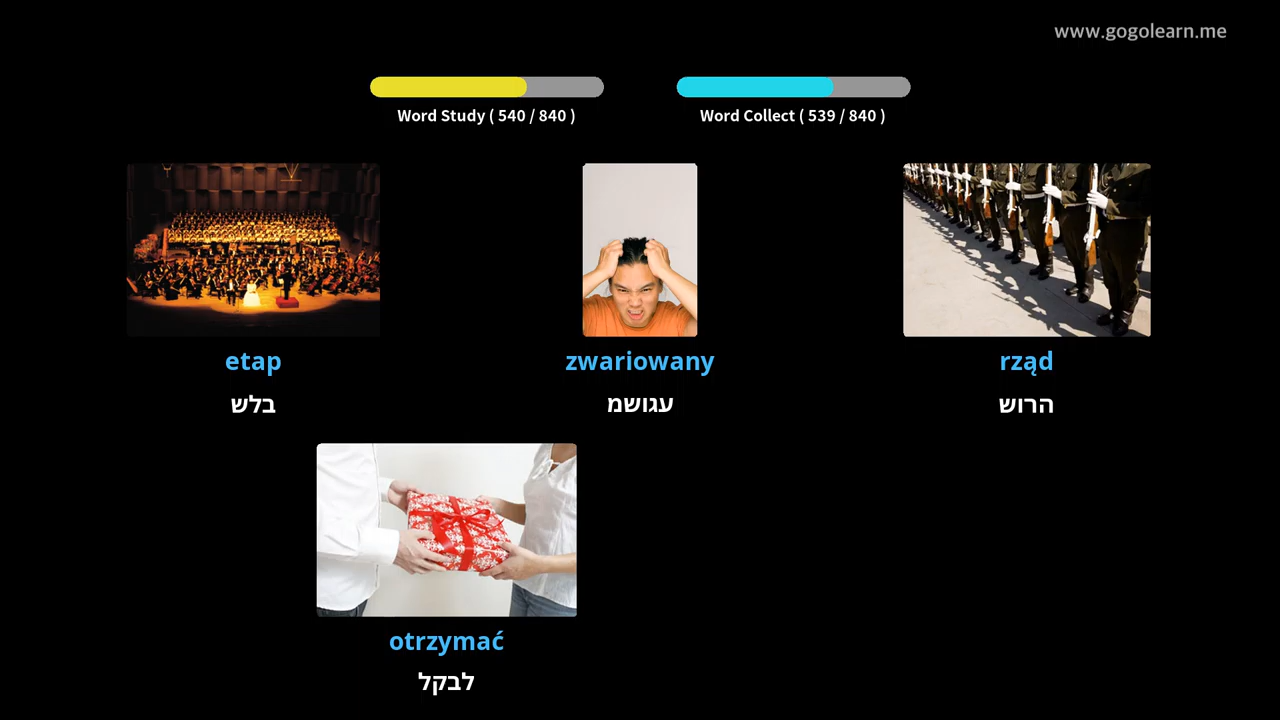 www.gogolearn.me
Word Study ( 540 / 840 )
Word Collect ( 539 / 840 )
etap
בלש
zwariowany
עגושמ
rząd
הרוש
otrzymać
לבקל